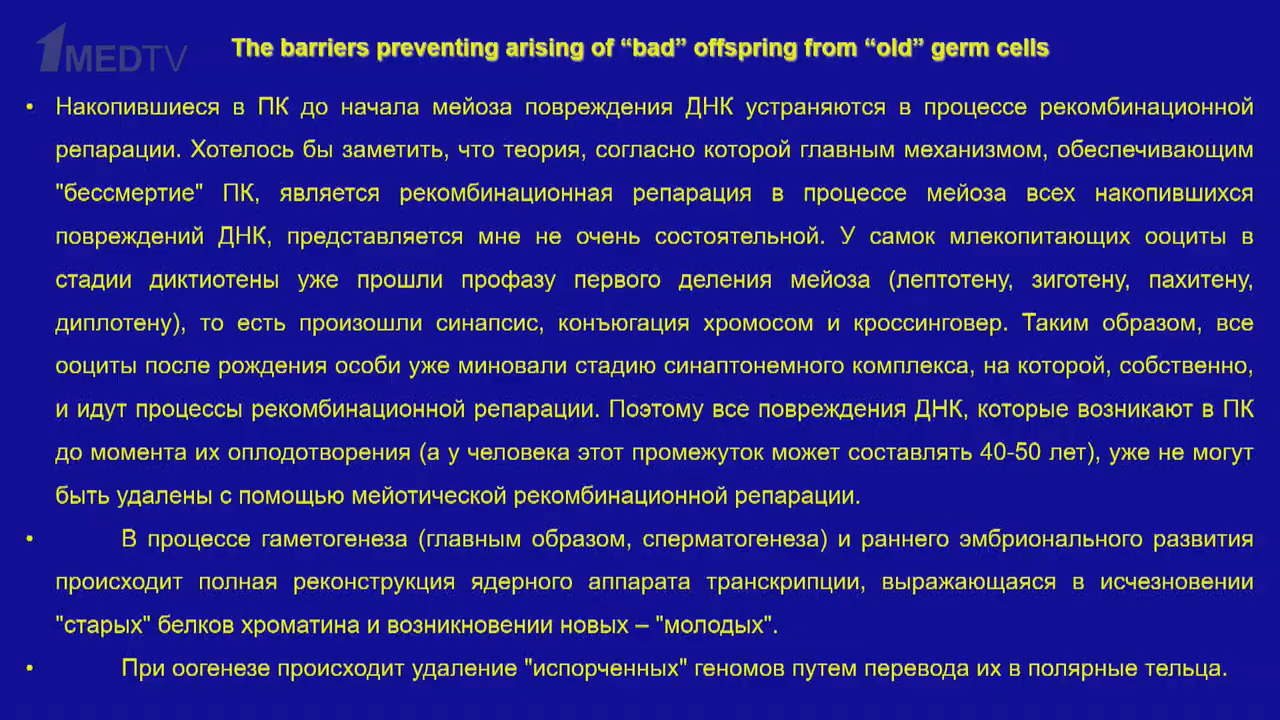 1MEDTV
The barriers preventing arising of “bad” offspring from “old” germ cells
• Накопившиеся в ПК до начала мейоза повреждения ДНК устраняются в процессе рекомбинационной
репарации. Хотелось бы заметить, что теория, согласно которой главным механизмом, обеспечивающим
"бессмертие" ПК, является рекомбинационная репарация в процессе мейоза всех накопившихся
повреждений ДНК, представляется мне не очень состоятельной. У самок млекопитающих ооциты в
стадии диктиотены уже прошли профазу первого деления мейоза (лептотену, зиготену, пахитену,
диплотену), то есть произошли синапсис, конъюгация хромосом и кроссинговер. Таким образом, все
ооциты после рождения особи уже миновали стадию синаптонемного комплекса, на которой, собственно,
и идут процессы рекомбинационной репарации. Поэтому все повреждения ДНК, которые возникают в ПК
до момента их оплодотворения (а у человека этот промежуток может составлять 40-50 лет), уже не могут
быть удалены с помощью мейотической рекомбинационной репарации.
• В процессе гаметогенеза (главным образом, сперматогенеза) и раннего эмбрионального развития
происходит полная реконструкция ядерного аппарата транскрипции, выражающаяся в исчезновении
"старых" белков хроматина и возникновении новых – "молодых".
• При оогенезе происходит удаление "испорченных" геномов путем перевода их в полярные тельца.